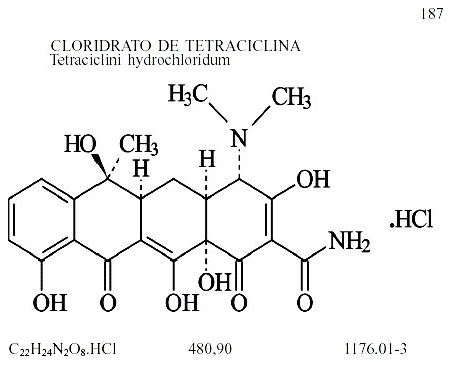 187
CLORIDRATO DE TETRACICLINA
Tetraciclini hydrochloridum
H₃C CH₃
N
HO CH₃
H H
OH
.HCl
NH₂
OH
OH O OH O O
C₂₂H₂₄N₂O₈.HCl 480,90 1176.01-3